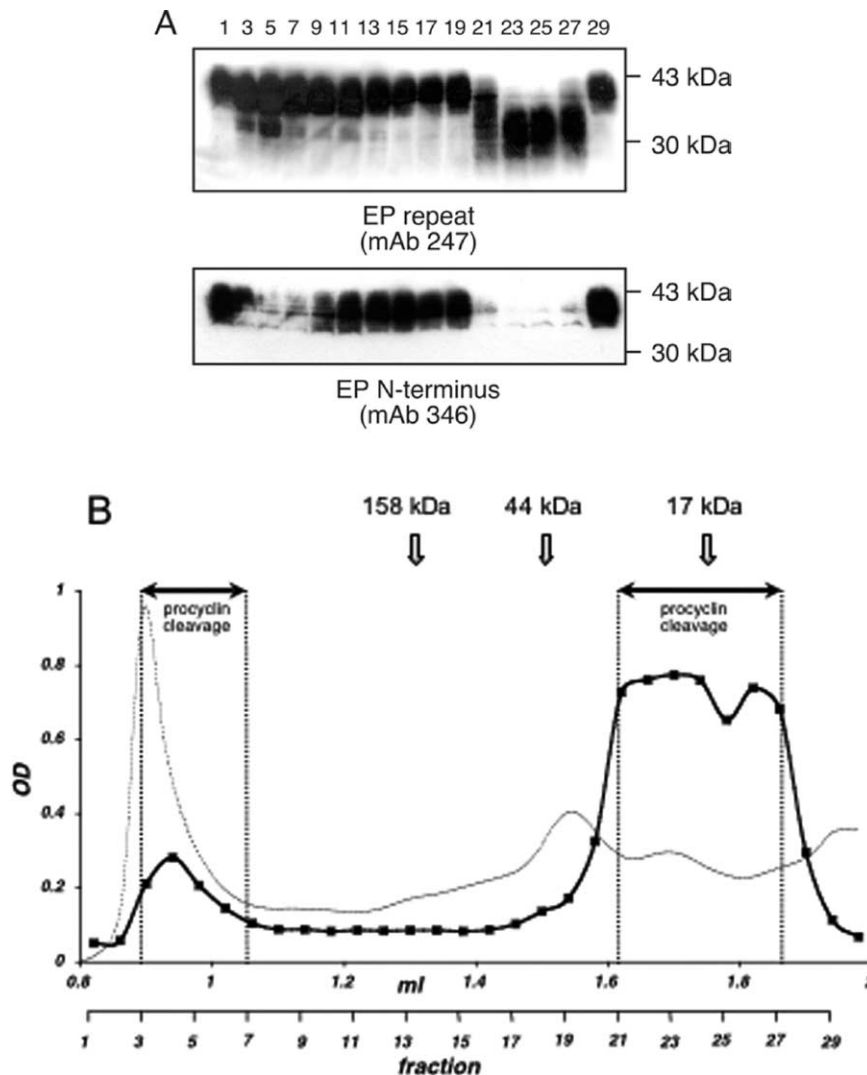 A
1 3 5 7 9 11 13 15 17 19 21 23 25 27 29
43 kDa
30 kDa
EP repeat
(mAb 247)
43 kDa
30 kDa
EP N-terminus
(mAb 346)
B
158 kDa 44 kDa 17 kDa
1
procyclin
cleavage
procyclin
cleavage
0.8
0.6
OD
0.4
0.2
0
0.8 1 1.2 1.4 1.6 1.8 2
ml
1 3 5 7 9 11 13 15 17 19 21 23 25 27 29
fraction